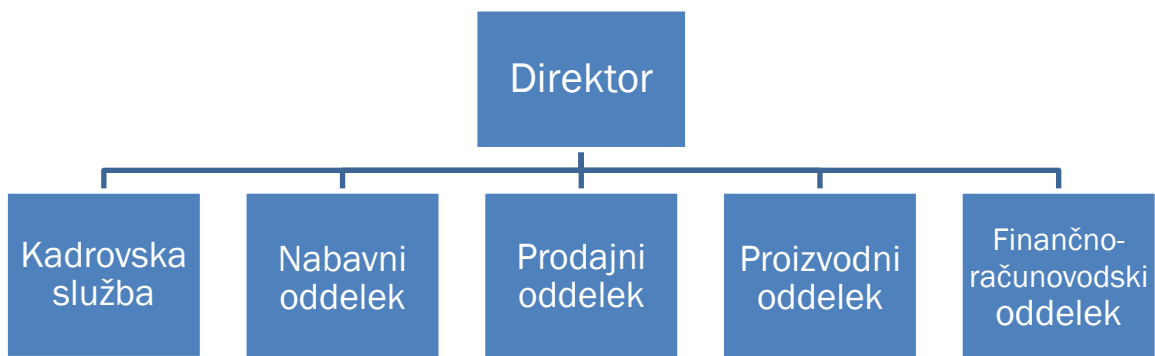 Direktor
Kadrovska
služba
Nabavni
oddelek
Prodajni
oddelek
Proizvodni
oddelek
Finančno-
računovodski
oddelek